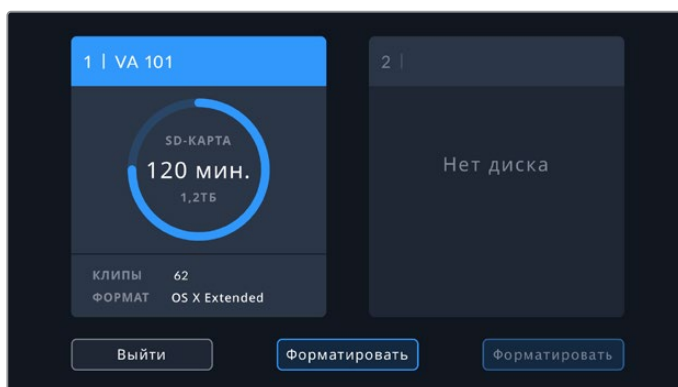 1 | VA 101
SD-КАРТА
120 мин.
1,2ТБ
КЛИПЫ 62
ФОРМАТ OS X Extended
2 |
Нет диска
Выйти
Форматировать
Форматировать